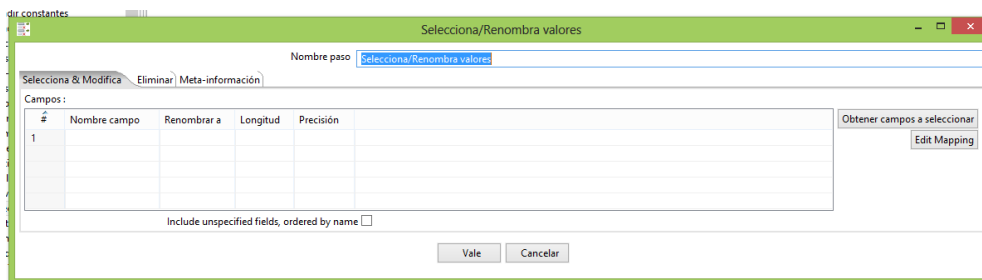 dir constantes
Selecciona/Renombra valores
Nombre paso Selecciona/Renombra valores
Selecciona & Modifica Eliminar Meta-información
Campos :
# Nombre campo Renombrar a Longitud Precisión
Obtener campos a seleccionar
1
Edit Mapping
Include unspecified fields, ordered by name
Vale Cancelar